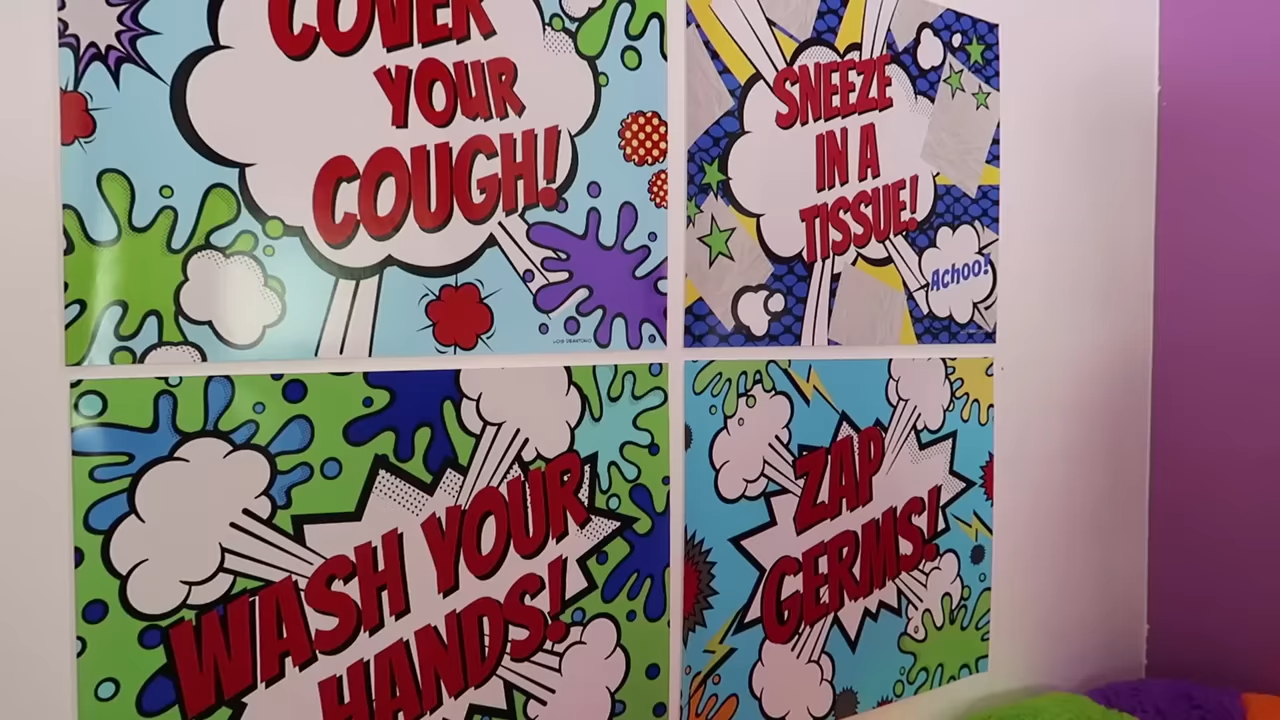 COVER
YOUR
COUGH!
SNEEZE
IN A
TISSUE!
Achoo!
WASH YOUR
HANDS!
ZAP
GERMS!